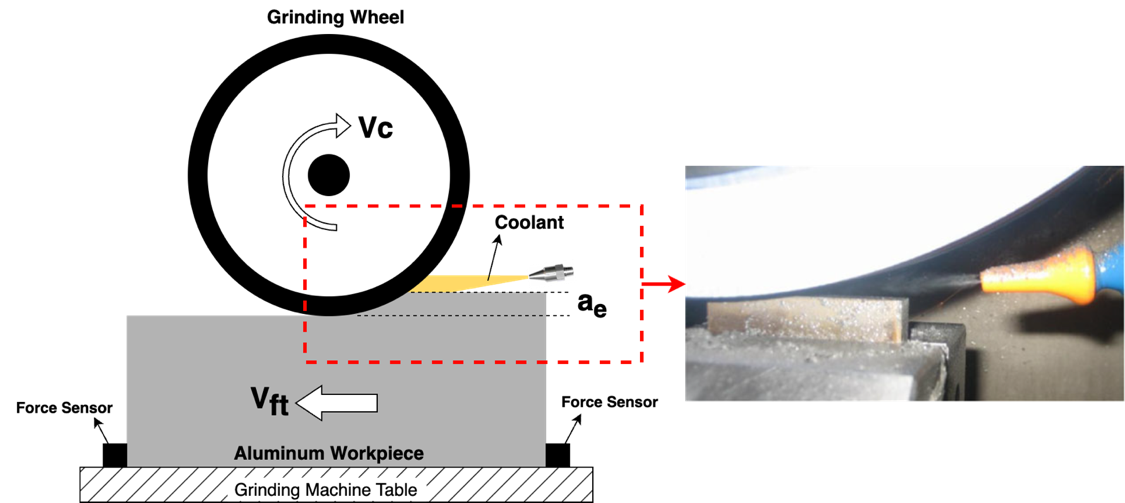 Grinding Wheel
Vc
Coolant
ae
Vft
Force Sensor
Force Sensor
Aluminum Workpiece
Grinding Machine Table